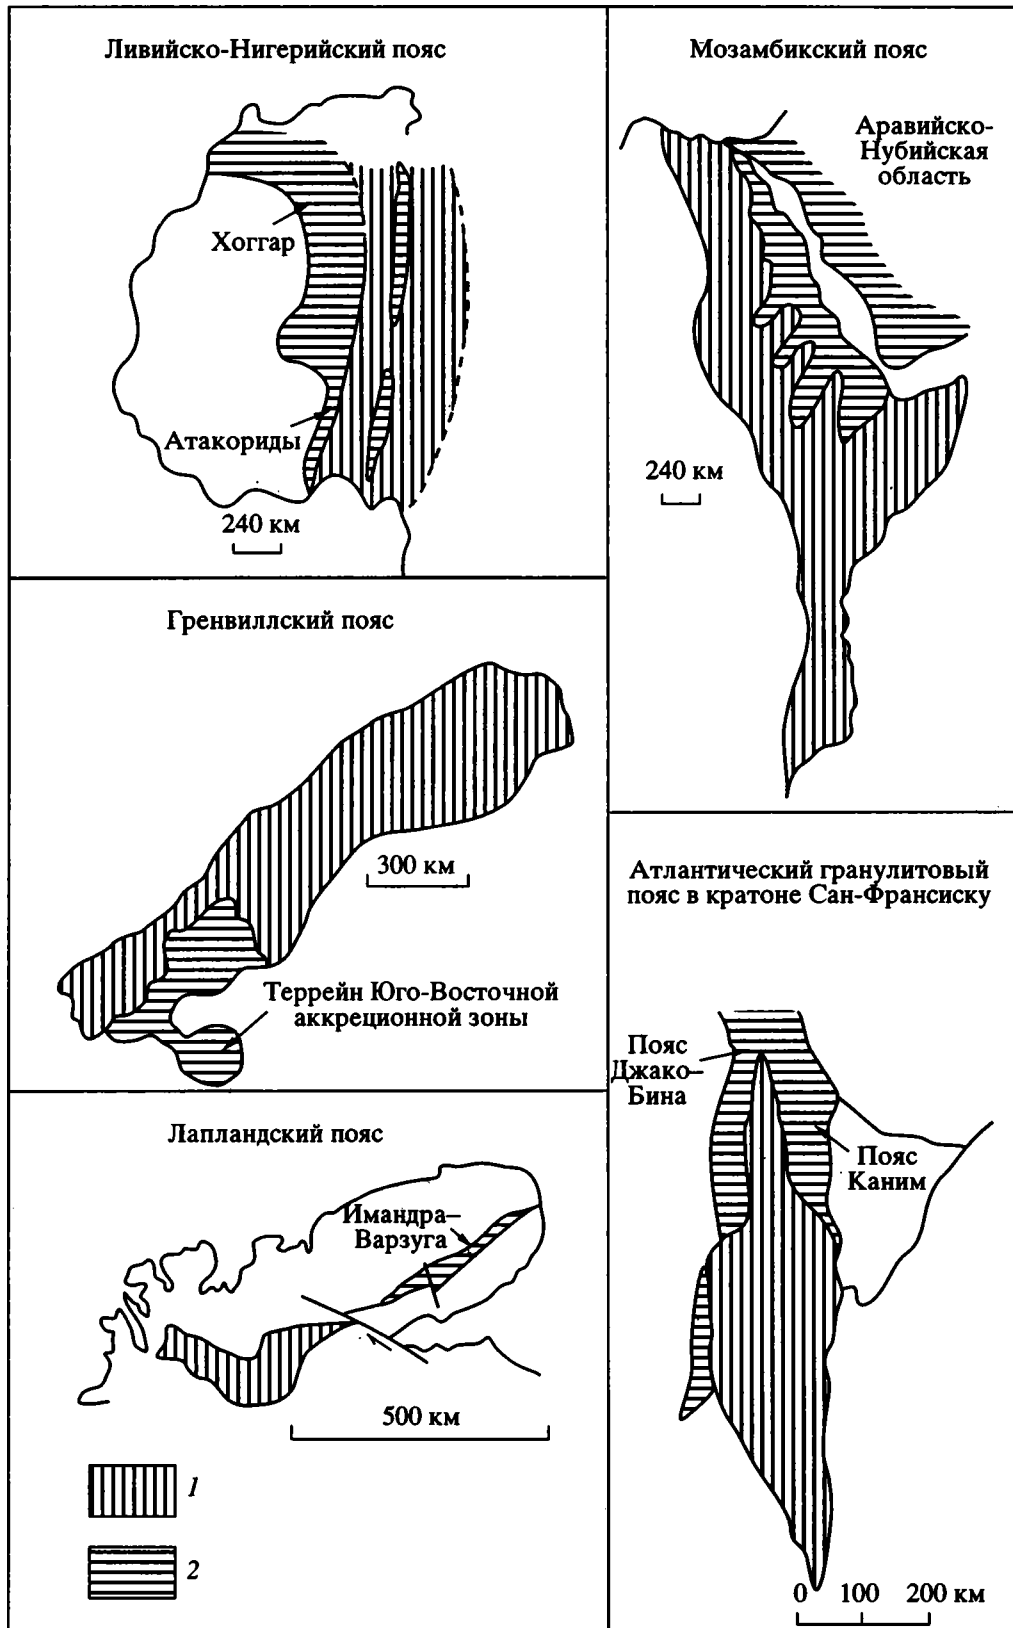 Ливийско-Нигерийский пояс
Хоггар
Атакориды
240 км
Мозамбикский пояс
Аравийско-
Нубийская
область
240 км
Гренвиллский пояс
300 км
Террейн Юго-Восточной
аккреционной зоны
Атлантический гранулитовый
пояс в кратоне Сан-Франсиску
Пояс
Джако-
Бина
Пояс
Каним
0 100 200 км
Лапландский пояс
Имандра-
Варзуга
500 км
1
2